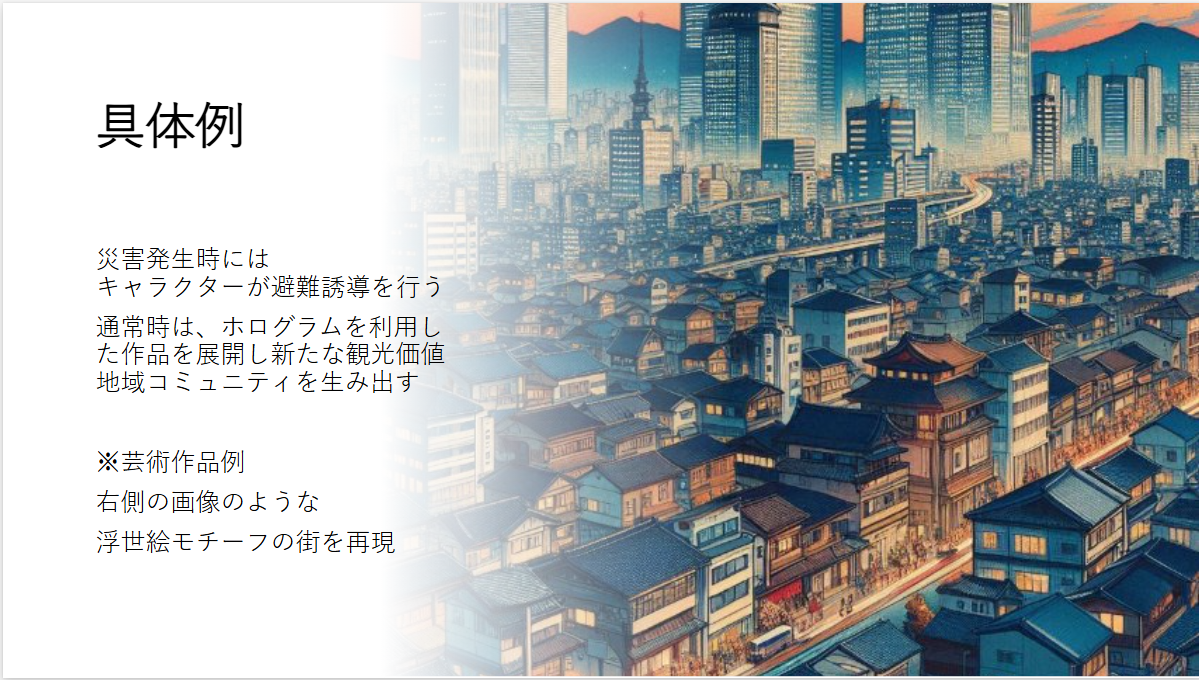 具体例
災害発生時には
キャラクターが避難誘導を行う
通常時は、ホログラムを利用し
た作品を展開し新たな観光価値
地域コミュニティを生み出す
※芸術作品例
右側の画像のような
浮世絵モチーフの街を再現